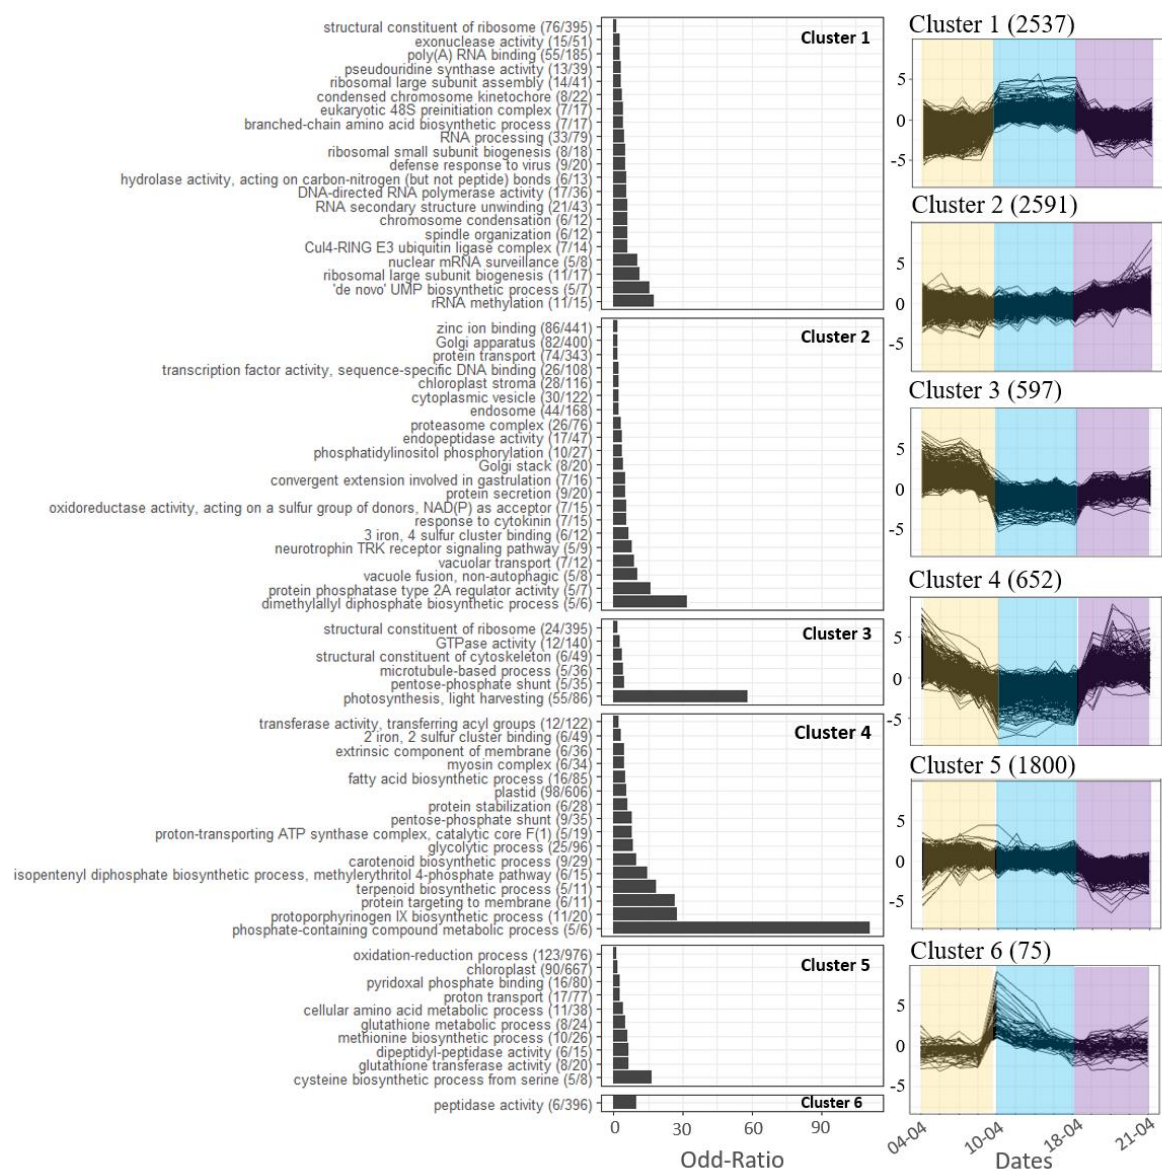 structural constituent of ribosome (76/395)
exonuclease activity (15/51)
poly(A) RNA binding (55/185)
pseudouridine synthase activity (13/39)
ribosomal large subunit assembly (14/41)
condensed chromosome kinetochore (8/22)
eukaryotic 48S preinitiation complex (7/17)
branched-chain amino acid biosynthetic process (7/17)
RNA processing (33/79)
ribosomal small subunit biogenesis (8/18)
defense response to virus (9/20)
hydrolase activity, acting on carbon-nitrogen (but not peptide) bonds (6/13)
DNA-directed RNA polymerase activity (17/36)
RNA secondary structure unwinding (21/43)
chromosome condensation (6/12)
spindle organization (6/12)
Cul4-RING E3 ubiquitin ligase complex (7/14)
nuclear mRNA surveillance (5/8)
ribosomal large subunit biogenesis (11/17)
'de novo' UMP biosynthetic process (5/7)
rRNA methylation (11/15)
Cluster 1
zinc ion binding (86/441)
Golgi apparatus (82/400)
protein transport (74/343)
transcription factor activity, sequence-specific DNA binding (26/108)
chloroplast stroma (28/116)
cytoplasmic vesicle (30/122)
endosome (44/168)
proteasome complex (26/76)
endopeptidase activity (17/47)
phosphatidylinositol phosphorylation (10/27)
Golgi stack (8/20)
convergent extension involved in gastrulation (7/16)
protein secretion (9/20)
oxidoreductase activity, acting on a sulfur group of donors, NAD(P) as acceptor (7/15)
response to cytokinin (7/15)
3 iron, 4 sulfur cluster binding (6/12)
neurotrophin TRK receptor signaling pathway (5/9)
vacuolar transport (7/12)
vacuole fusion, non-autophagic (5/8)
protein phosphatase type 2A regulator activity (5/7)
dimethylallyl diphosphate biosynthetic process (5/6)
Cluster 2
structural constituent of ribosome (24/395)
GTPase activity (12/140)
structural constituent of cytoskeleton (6/49)
microtubule-based process (5/36)
pentose-phosphate shunt (5/35)
photosynthesis, light harvesting (55/86)
Cluster 3
transferase activity, transferring acyl groups (12/122)
2 iron, 2 sulfur cluster binding (6/49)
extrinsic component of membrane (6/36)
myosin complex (6/34)
fatty acid biosynthetic process (16/85)
plastid (98/606)
protein stabilization (6/28)
pentose-phosphate shunt (9/35)
proton-transporting ATP synthase complex, catalytic core F(1) (5/19)
glycolytic process (25/96)
carotenoid biosynthetic process (9/29)
isopentenyl diphosphate biosynthetic process, methylerythritol 4-phosphate pathway (6/15)
terpenoid biosynthetic process (5/11)
protein targeting to membrane (6/11)
protoporphyrinogen IX biosynthetic process (11/20)
phosphate-containing compound metabolic process (5/6)
Cluster 4
oxidation-reduction process (123/976)
chloroplast (90/667)
pyridoxal phosphate binding (16/80)
proton transport (17/77)
cellular amino acid metabolic process (11/38)
glutathione metabolic process (8/24)
methionine biosynthetic process (10/26)
dipeptidyl-peptidase activity (6/15)
glutathione transferase activity (8/20)
cysteine biosynthetic process from serine (5/8)
Cluster 5
peptidase activity (6/396)
Cluster 6
0 30 60 90
Odd-Ratio
Cluster 1 (2537)
5
0
-5
Cluster 2 (2591)
5
0
-5
Cluster 3 (597)
5
0
-5
Cluster 4 (652)
5
0
-5
Cluster 5 (1800)
5
0
-5
Cluster 6 (75)
5
0
-5
04-04 10-04 18-04 21-04
Dates